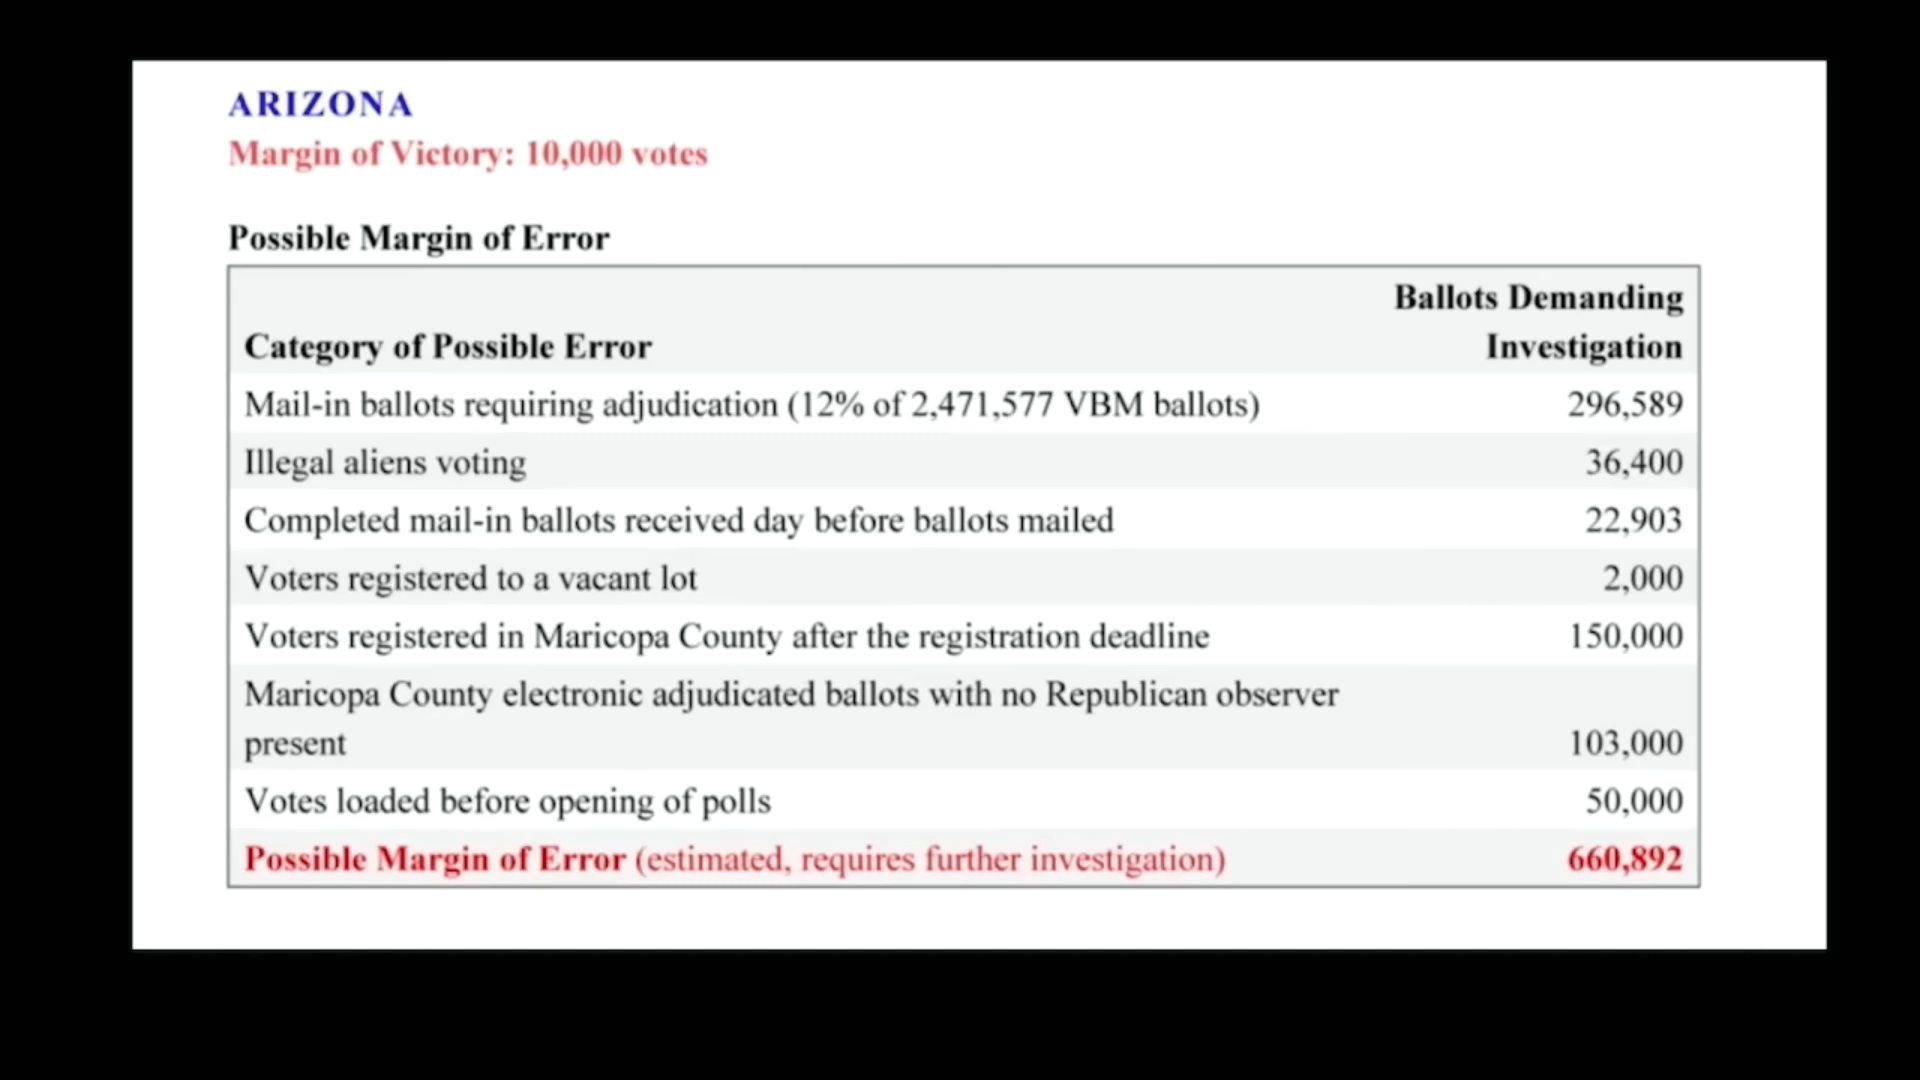 ARIZONA
Margin of Victory: 10,000 votes
Possible Margin of Error
Ballots Demanding
Category of Possible Error Investigation
Mail-in ballots requiring adjudication (12% of 2,471,577 VBM ballots) 296,589
Illegal aliens voting 36,400
Completed mail-in ballots received day before ballots mailed 22,903
Voters registered to a vacant lot 2,000
Voters registered in Maricopa County after the registration deadline 150,000
Maricopa County electronic adjudicated ballots with no Republican observer
present 103,000
Votes loaded before opening of polls 50,000
Possible Margin of Error (estimated, requires further investigation) 660,892